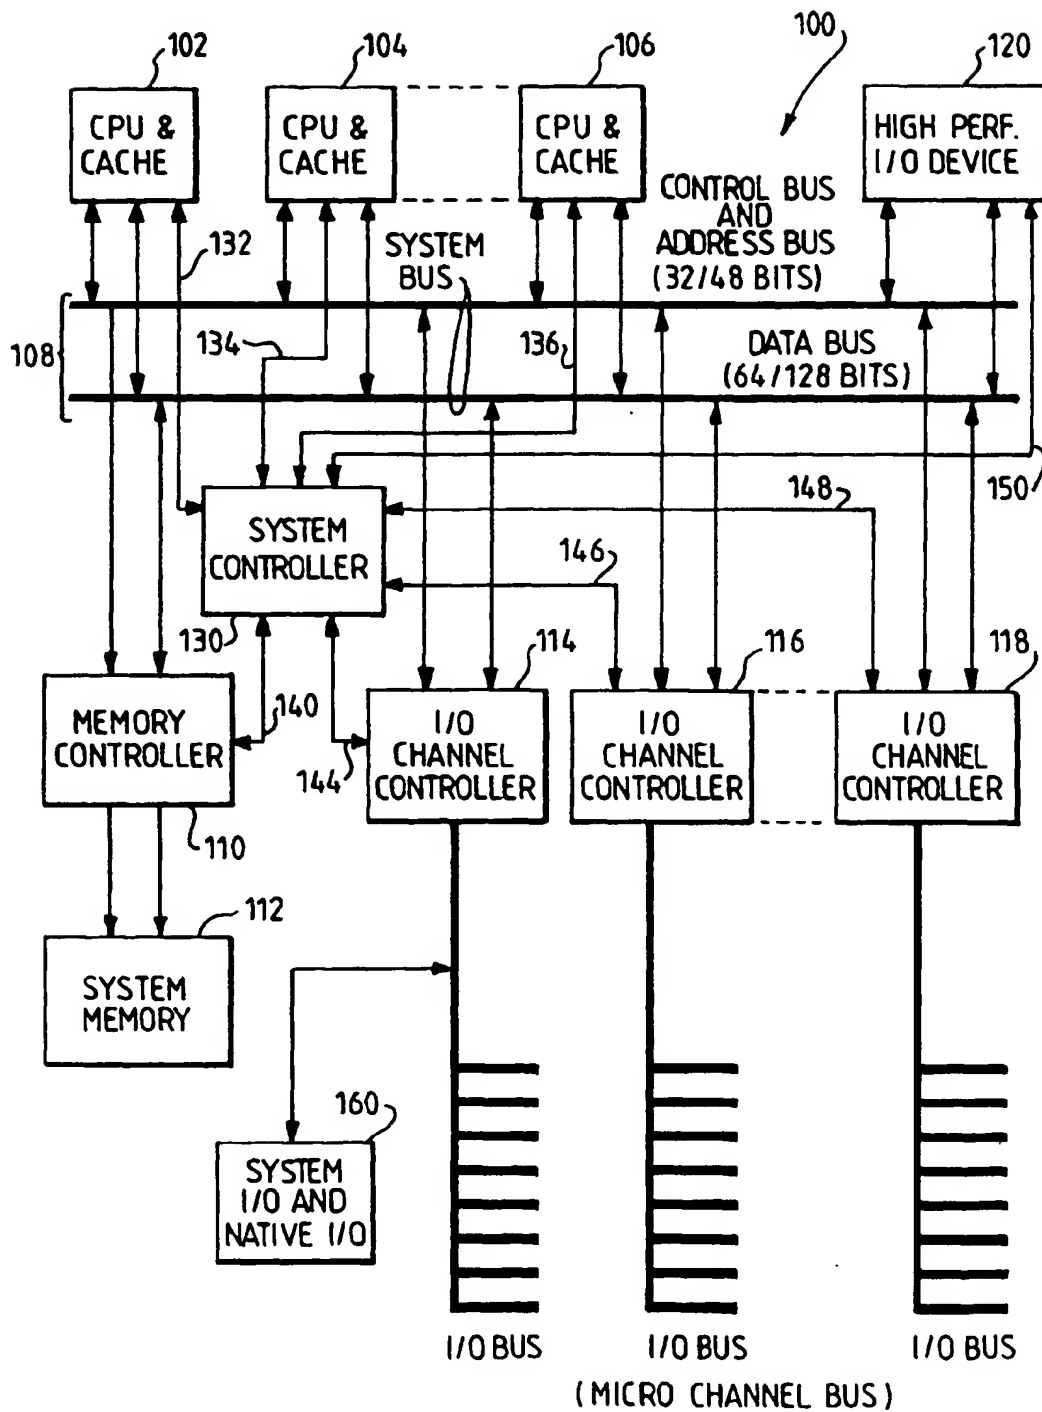 102
104
106
100
120
CPU &
CACHE
CPU &
CACHE
CPU &
CACHE
HIGH PERF.
I/O DEVICE
CONTROL BUS
AND
ADDRESS BUS
(32/48 BITS)
132
SYSTEM
BUS
108
134
136
DATA BUS
(64/128 BITS)
150
148
SYSTEM
CONTROLLER
146
130
114
116
118
140
144
MEMORY
CONTROLLER
I/O
CHANNEL
CONTROLLER
I/O
CHANNEL
CONTROLLER
I/O
CHANNEL
CONTROLLER
110
112
SYSTEM
MEMORY
160
SYSTEM
I/O AND
NATIVE I/O
I/O BUS
I/O BUS
I/O BUS
(MICRO CHANNEL BUS)